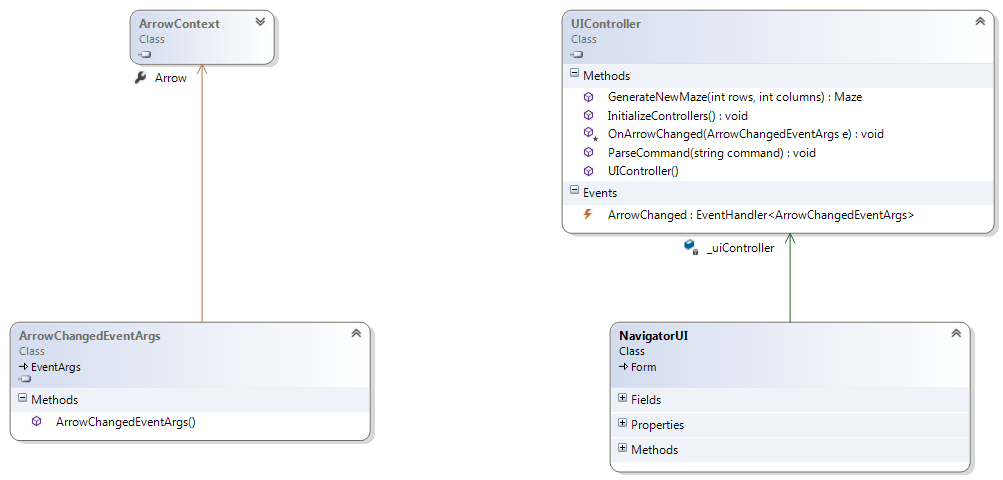 ArrowContext
Class
Arrow
UIController
Class
Methods
GenerateNewMaze(int rows, int columns) : Maze
InitializeControllers() : void
OnArrowChanged(ArrowChangedEventArgs e) : void
ParseCommand(string command) : void
UIController()
Events
ArrowChanged : EventHandler<ArrowChangedEventArgs>
_uiController
ArrowChangedEventArgs
Class
EventArgs
Methods
ArrowChangedEventArgs()
NavigatorUI
Class
Form
Fields
Properties
Methods